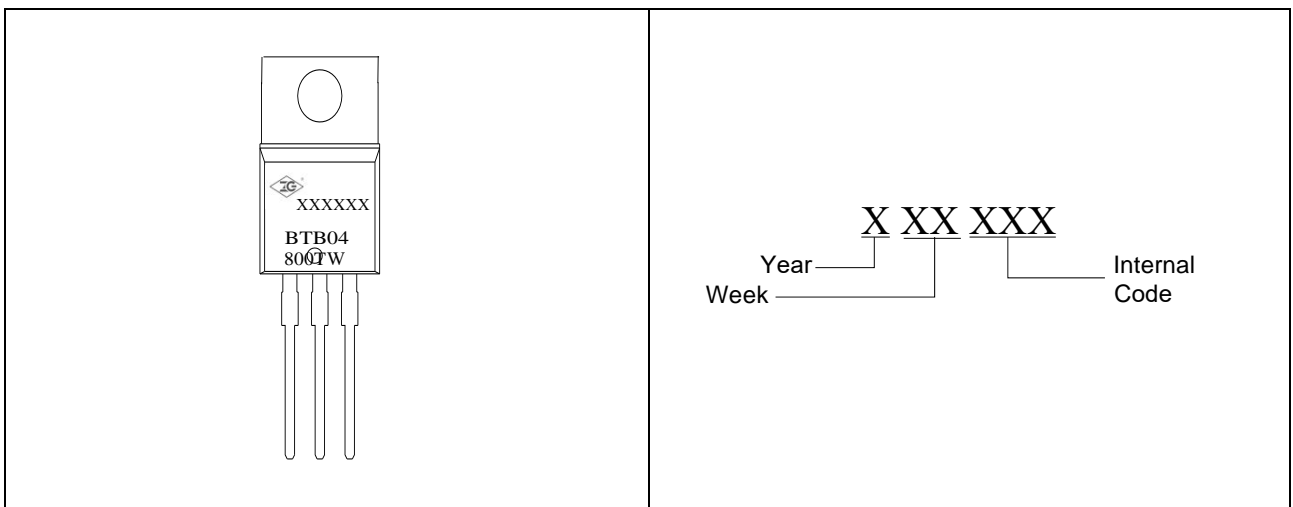 XXXXXX
BTB04
800TW
X XX XXX
Year
Week
Internal
Code